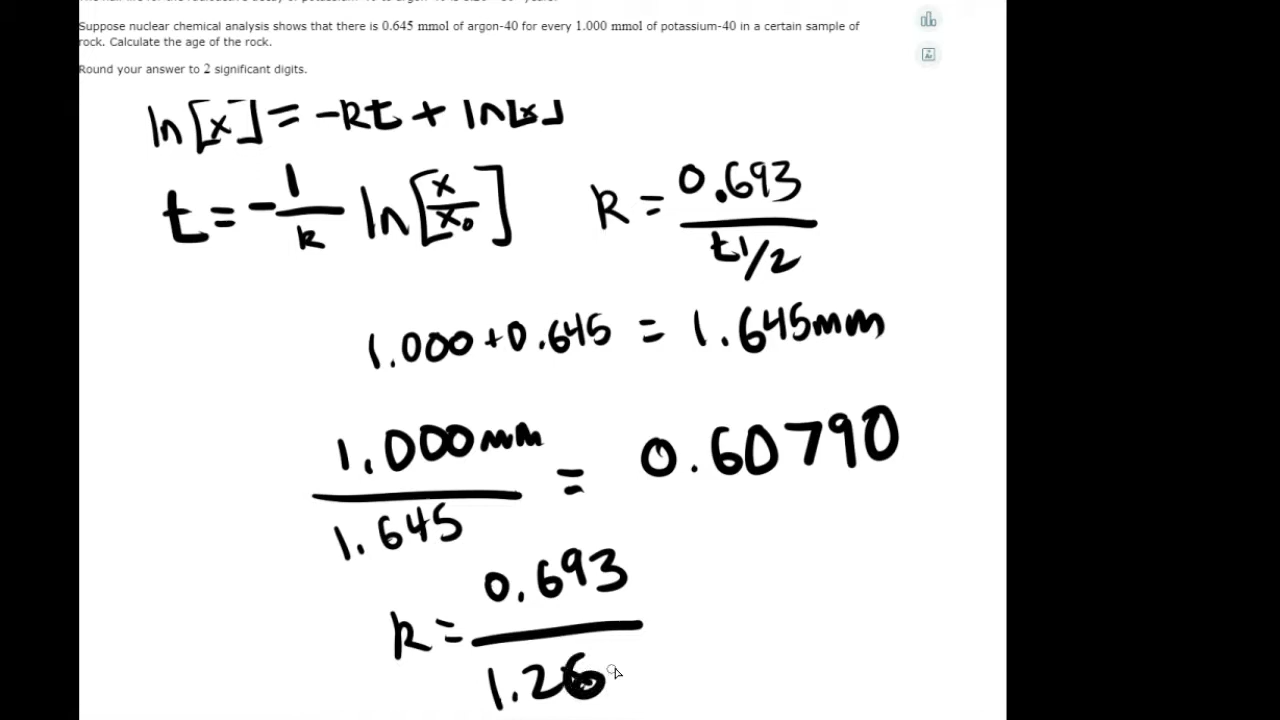 Suppose nuclear chemical analysis shows that there is 0.645 mmol of argon-40 for every 1.000 mmol of potassium-40 in a certain sample of
rock. Calculate the age of the rock.
Round your answer to 2 significant digits.
ln[x] = -kt + ln[x]
t = -1/k ln[x/x₀]
k = 0.693/t1/2
1.000 + 0.645 = 1.645mm
1.000mm/1.645 = 0.60790
k = 0.693/1.26